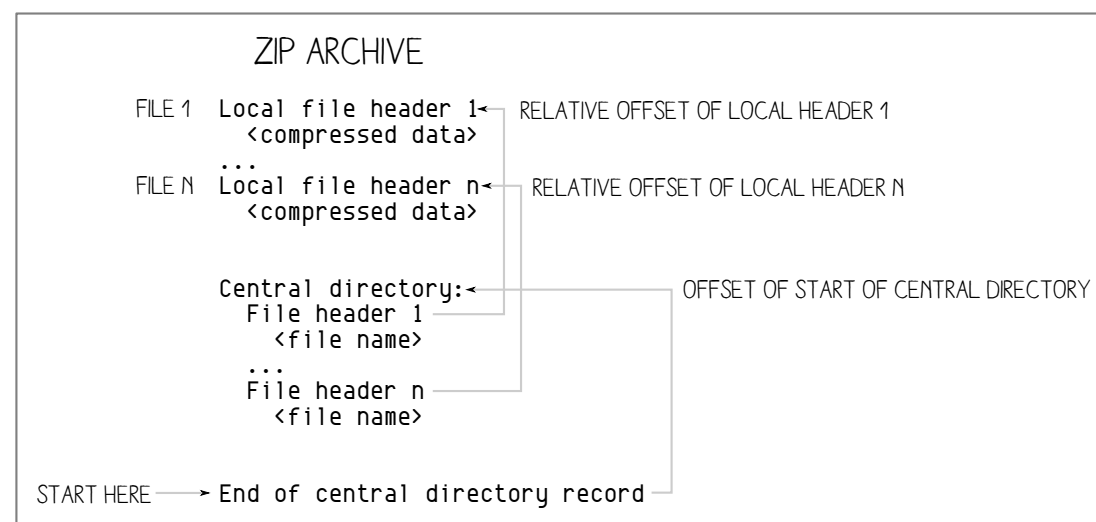 ZIP ARCHIVE
FILE 1 Local file header 1 RELATIVE OFFSET OF LOCAL HEADER 1
<compressed data>
...
FILE N Local file header n RELATIVE OFFSET OF LOCAL HEADER N
<compressed data>
Central directory: OFFSET OF START OF CENTRAL DIRECTORY
File header 1
<file name>
...
File header n
<file name>
START HERE End of central directory record